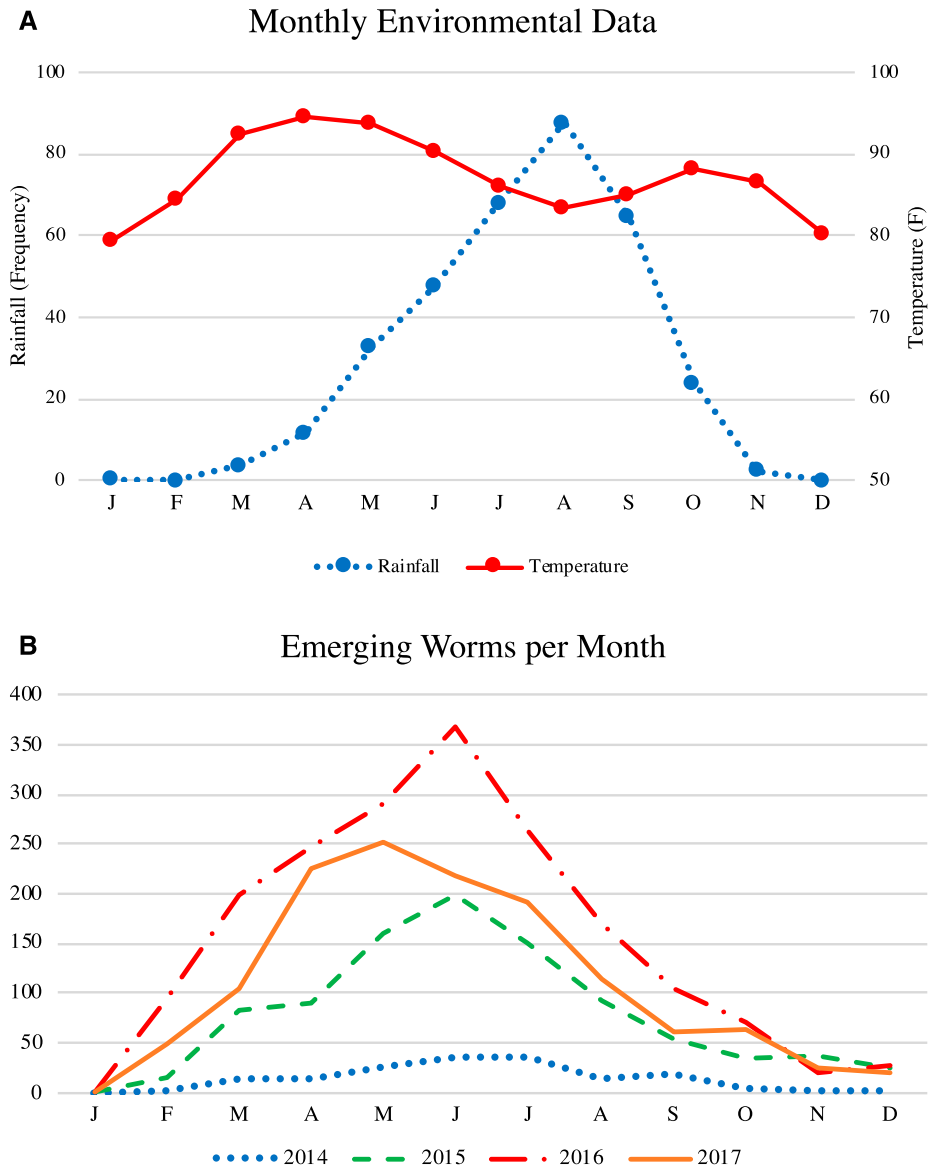 A
Monthly Environmental Data
100 100
80 90
60 80
40 70
20 60
0 50
Rainfall (Frequency)
Temperature (F)
J F M A M J J A S O N D
Rainfall Temperature
B
Emerging Worms per Month
400
350
300
250
200
150
100
50
0
J F M A M J J A S O N D
2014 2015 2016 2017